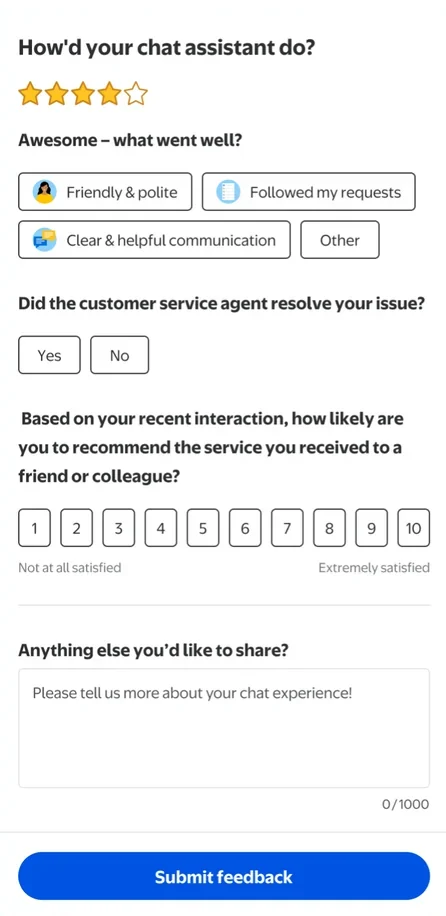 How'd your chat assistant do?
Awesome – what went well?
Friendly & polite
Followed my requests
Clear & helpful communication
Other
Did the customer service agent resolve your issue?
Yes
No
Based on your recent interaction, how likely are
you to recommend the service you received to a
friend or colleague?
1 2 3 4 5 6 7 8 9 10
Not at all satisfied
Extremely satisfied
Anything else you’d like to share?
Please tell us more about your chat experience!
0/1000
Submit feedback